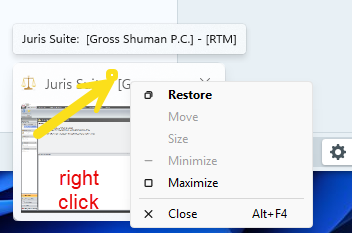 Juris Suite:  [Gross Shuman P.C.] - [RTM]
Juris Suite: [G
Restore
Move
Size
Minimize
Maximize
Close Alt+F4
right
click